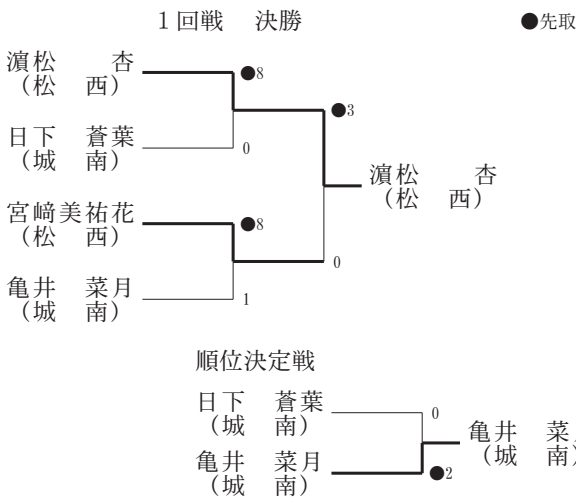 1回戦　決勝
●先取
濵松　杏
（松　西）
●8
日下　蒼葉
（城　南）
0
●3
濵松　杏
（松　西）
宮﨑美祐花
（松　西）
●8
0
亀井　菜月
（城　南）
1
順位決定戦
日下　蒼葉
（城　南）
0
亀井　菜
（城　南）
亀井　菜月
（城　南）
●2